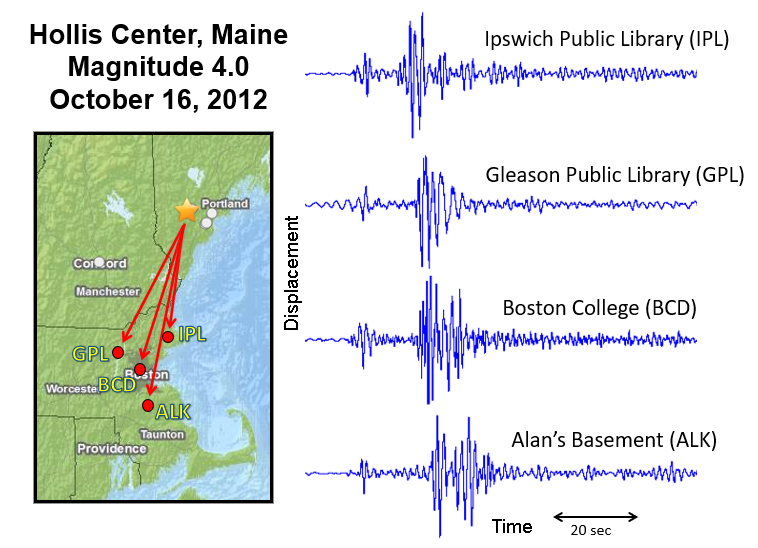 Hollis Center, Maine
Magnitude 4.0
October 16, 2012
Portland
Concord
Manchester
IPL
GPL
Boston
BCD
Worcester
ALK
Taunton
Providence
Displacement
Ipswich Public Library (IPL)
Gleason Public Library (GPL)
Boston College (BCD)
Alan's Basement (ALK)
Time
20 sec